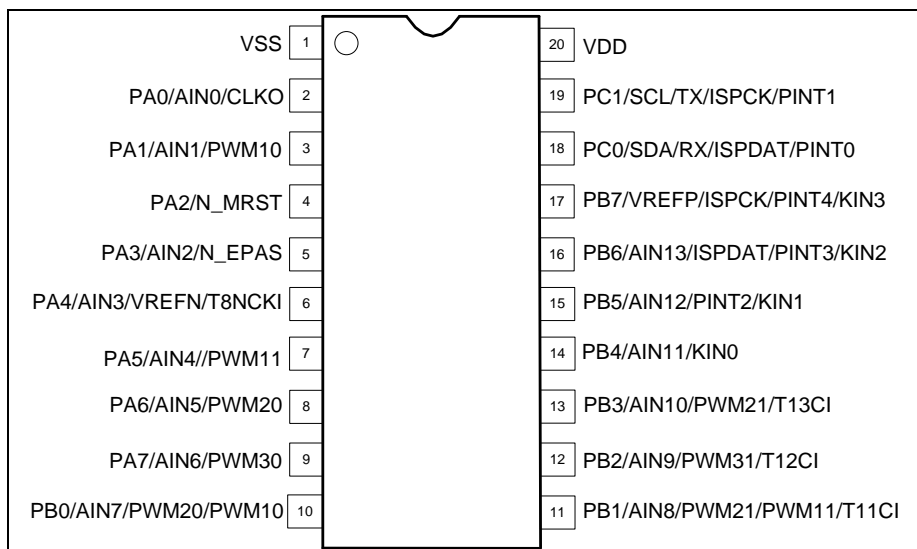 VSS 1 20 VDD
PA0/AIN0/CLKO 2 19 PC1/SCL/TX/ISPCK/PINT1
PA1/AIN1/PWM10 3 18 PC0/SDA/RX/ISPDAT/PINT0
PA2/N_MRST 4 17 PB7/VREFP/ISPCK/PINT4/KIN3
PA3/AIN2/N_EPAS 5 16 PB6/AIN13/ISPDAT/PINT3/KIN2
PA4/AIN3/VREFN/T8NCKI 6 15 PB5/AIN12/PINT2/KIN1
PA5/AIN4//PWM11 7 14 PB4/AIN11/KIN0
PA6/AIN5/PWM20 8 13 PB3/AIN10/PWM21/T13CI
PA7/AIN6/PWM30 9 12 PB2/AIN9/PWM31/T12CI
PB0/AIN7/PWM20/PWM10 10 11 PB1/AIN8/PWM21/PWM11/T11CI